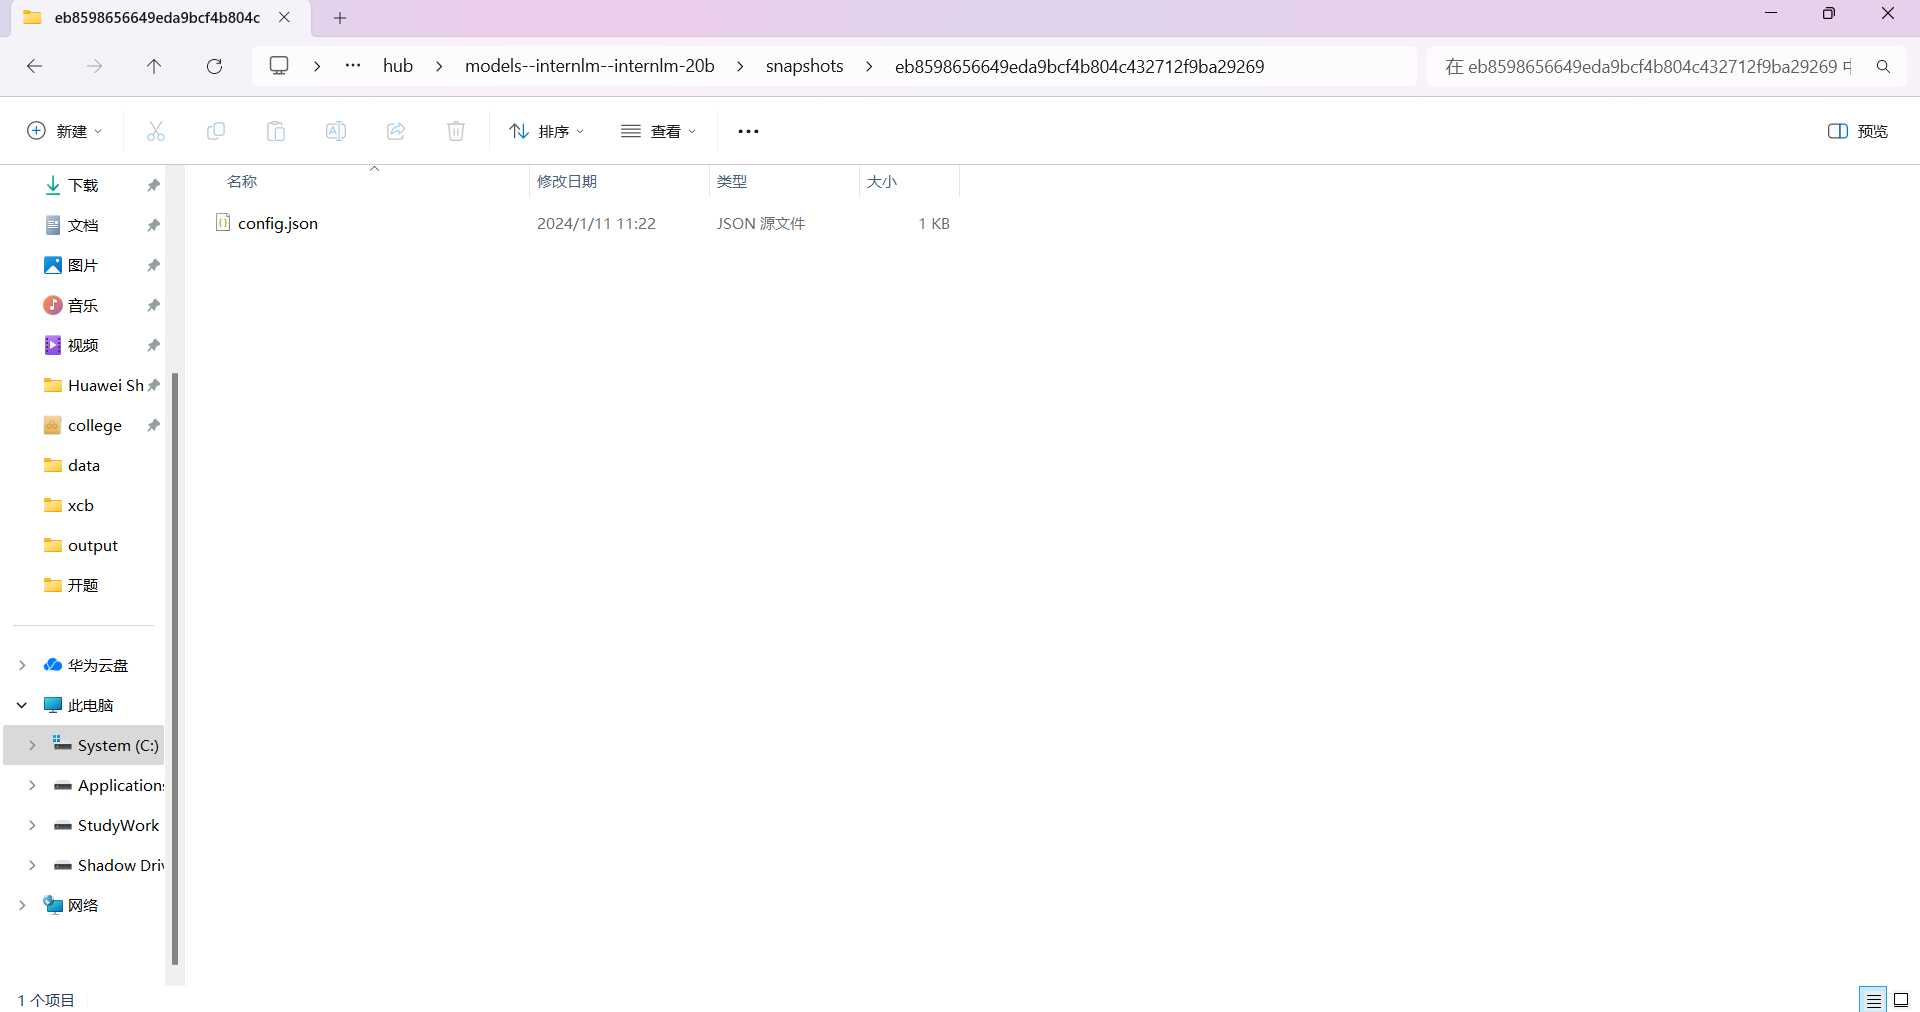 eb8598656649eda9bcf4b804c
hub > models--internlm--internlm-20b > snapshots > eb8598656649eda9bcf4b804c432712f9ba29269
在 eb8598656649eda9bcf4b804c432712f9ba29269
新建
排序
查看
预览
名称 修改日期 类型 大小
config.json 2024/1/11 11:22 JSON 源文件 1 KB
下载
文档
图片
音乐
视频
Huawei Sh
college
data
xcb
output
开题
华为云盘
此电脑
System (C:)
Applications
StudyWork
Shadow Driv
网络
1 个项目